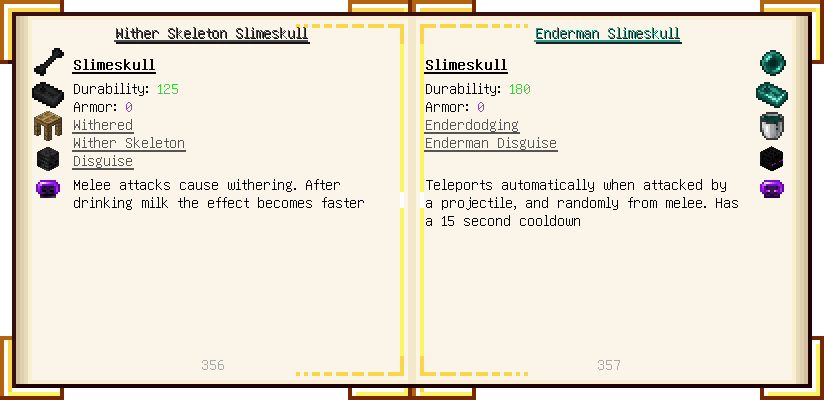 Wither Skeleton Slimeskull
Slimeskull
Durability: 125
Armor: 0
Withered
Wither Skeleton
Disguise
Melee attacks cause withering. After
drinking milk the effect becomes faster
356
Enderman Slimeskull
Slimeskull
Durability: 180
Armor: 0
Enderdodging
Enderman Disguise
Teleports automatically when attacked by
a projectile, and randomly from melee. Has
a 15 second cooldown
357